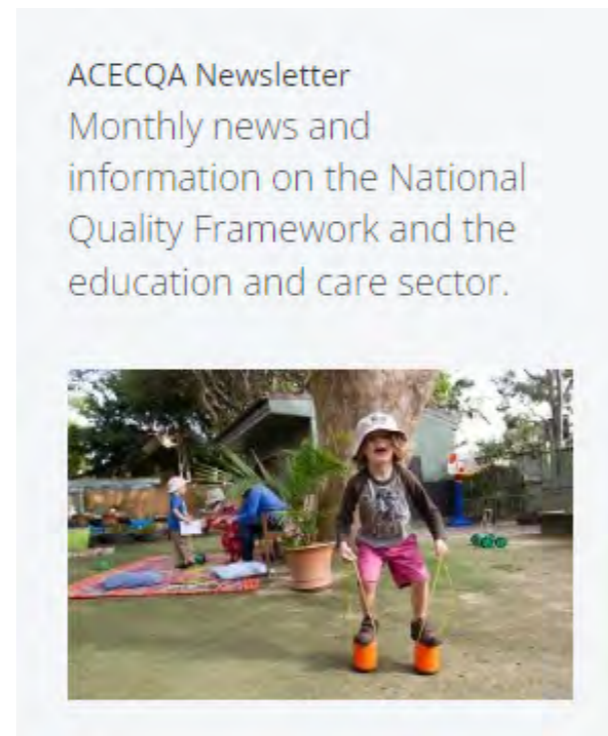 ACECQA Newsletter
Monthly news and
information on the National
Quality Framework and the
education and care sector.